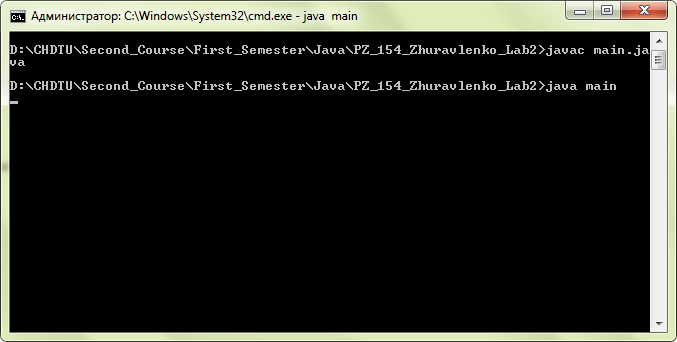 Администратор: C:\Windows\System32\cmd.exe - java  main
D:\CHDTU\Second_Course\First_Semester\Java\PZ_154_Zhuravlenko_Lab2>javac main.ja
va
D:\CHDTU\Second_Course\First_Semester\Java\PZ_154_Zhuravlenko_Lab2>java main